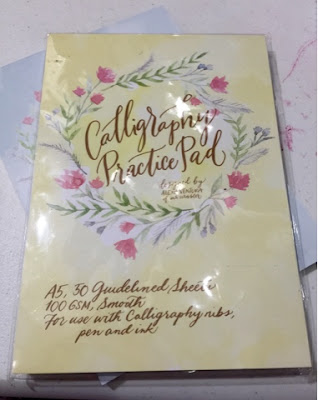 Calligraphy
Practice Pad
designed by
A5, 50 Guidelined Sheets
100 GSM, Smooth
For use with Calligraphy nibs,
pen and ink